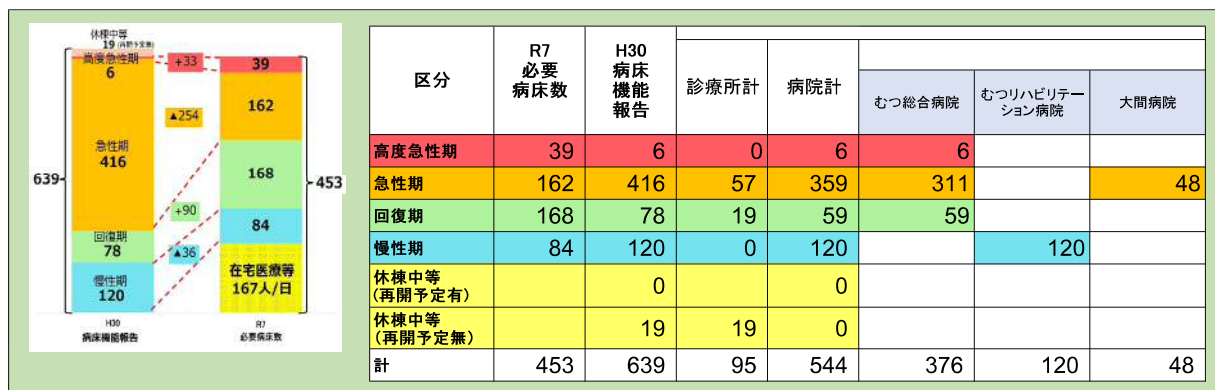 休棟中等
19 (再開予定無)
高度急性期
6
+33
39
▲254
162
急性期
416
639
168
453
+90
84
回復期
78
▲36
慢性期
120
在宅医療等
167人/日
H30
病床機能報告
R7
必要病床数
区分
R7
必要
病床数
H30
病床
機能
報告
診療所計
病院計
むつ総合病院
むつリハビリテー
ション病院
大間病院
高度急性期 39 6 0 6 6
急性期 162 416 57 359 311 48
回復期 168 78 19 59 59
慢性期 84 120 0 120 120
休棟中等
(再開予定有) 0 0
休棟中等
(再開予定無) 19 19 0
計 453 639 95 544 376 120 48